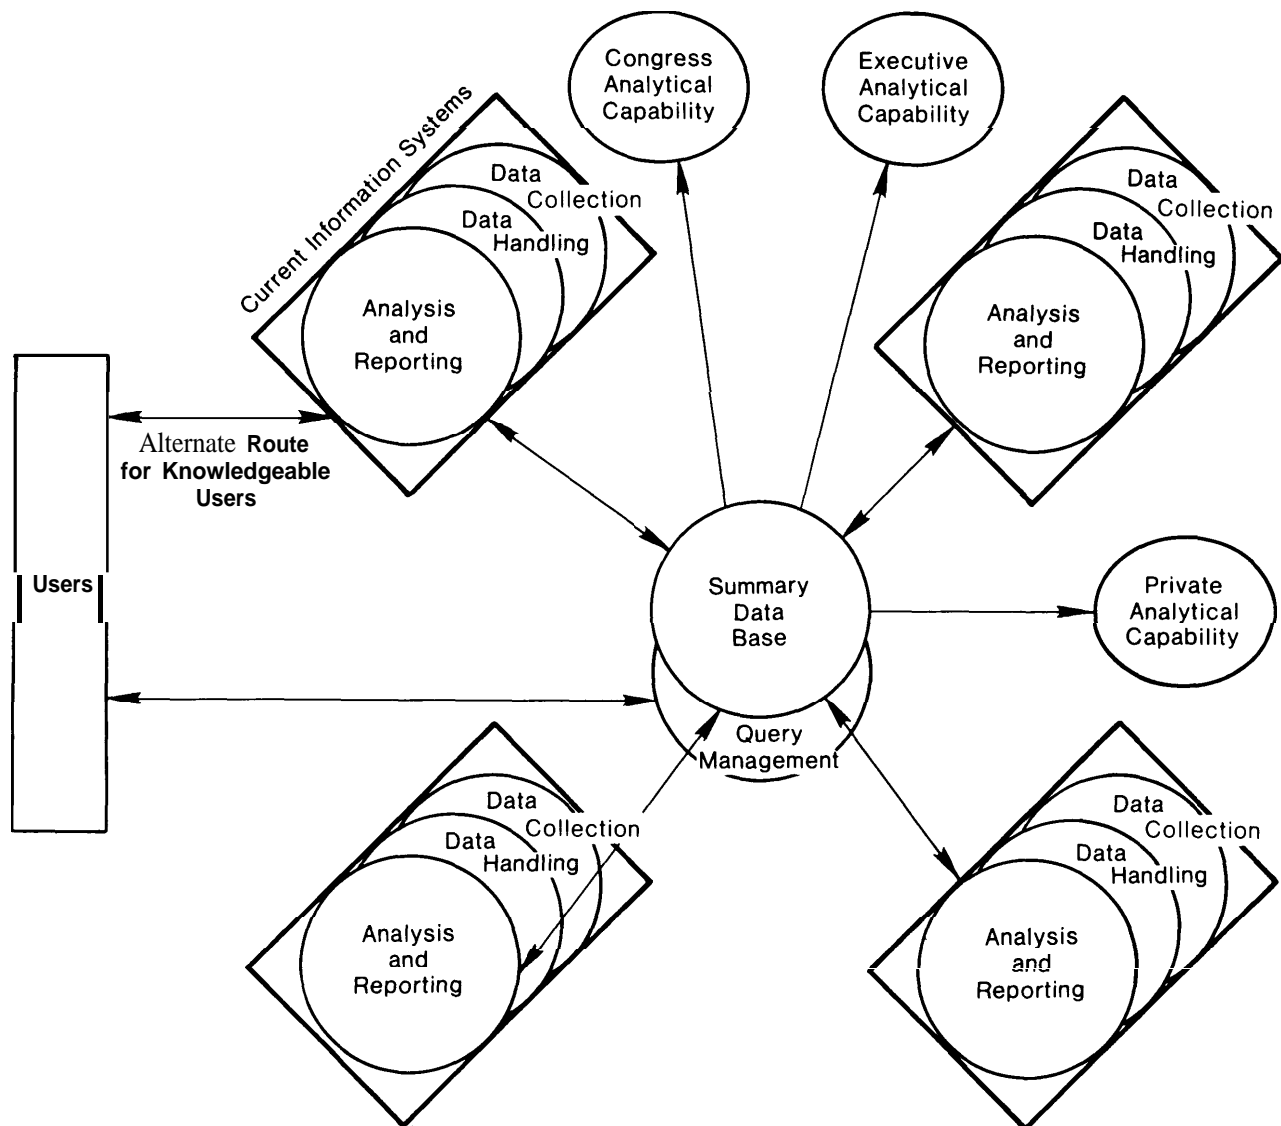 Congress
Analytical
Capability
Executive
Analytical
Capability
Current Information Systems
Data
Collection
Data
Handling
Analysis
and
Reporting
Data
Collection
Data
Handling
Analysis
and
Reporting
Alternate Route
for Knowledgeable
Users
Users
Summary
Data
Base
Private
Analytical
Capability
Query
Management
Data
Collection
Data
Handling
Analysis
and
Reporting
Data
Collection
Data
Handling
Analysis
and
Reporting